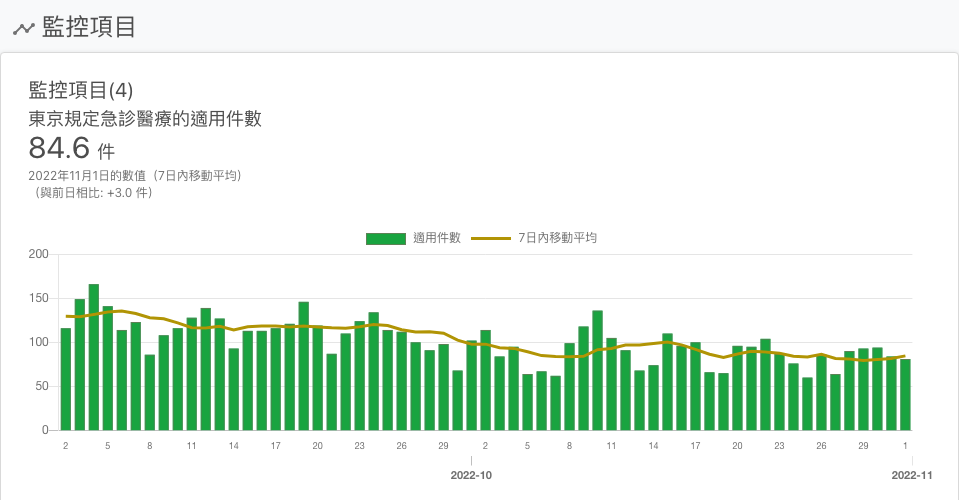 監控項目
監控項目(4)
東京規定急診醫療的適用件數
84.6 件
2022年11月1日的數值（7日內移動平均）
（與前日相比: +3.0 件）
適用件數 7日內移動平均
200
150
100
50
0
2 5 8 11 14 17 20 23 26 29 2 5 8 11 14 17 20 23 26 29 1
2022-10 2022-11